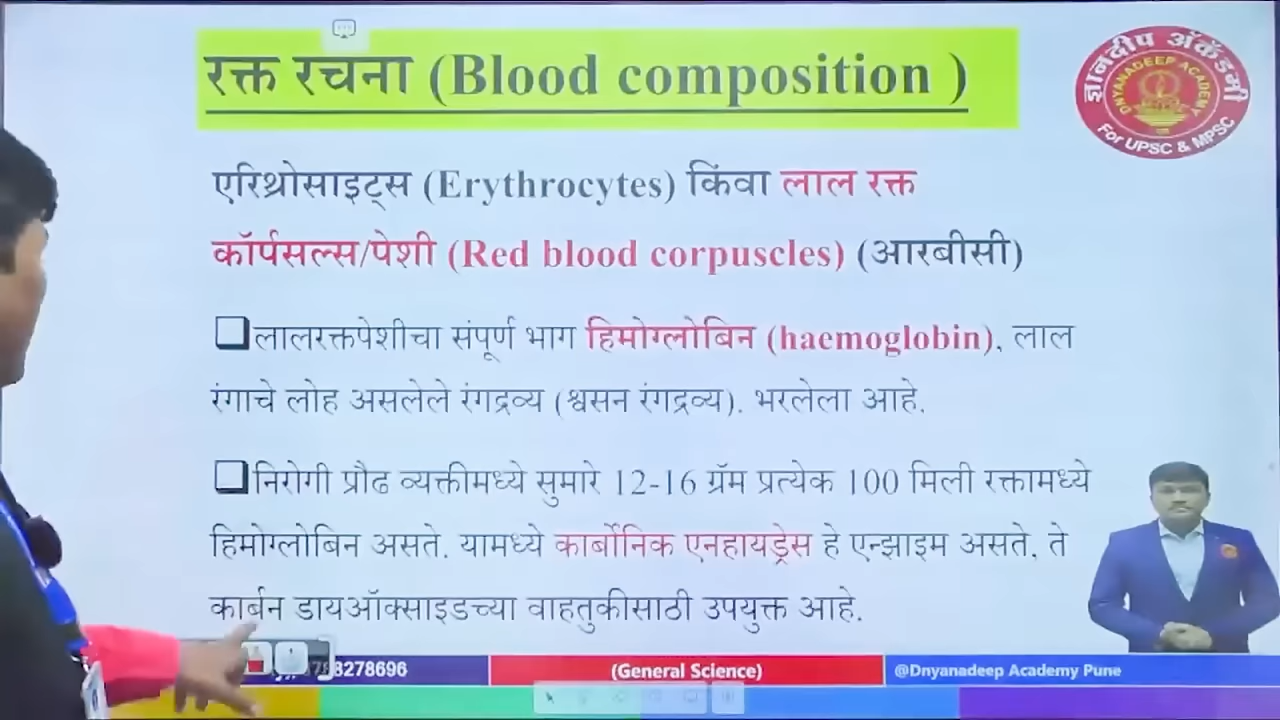 रक्त रचना (Blood composition )
ज्ञानदीप अ‍ॅकॅडमी
DNYANADEEP ACADEMY
For UPSC & MPSC
एरिथ्रोसाइट्स (Erythrocytes) किंवा लाल रक्त
कॉर्पसल्स/पेशी (Red blood corpuscles) (आरबीसी)
लालरक्तपेशीचा संपूर्ण भाग हिमोग्लोबिन (haemoglobin), लाल
रंगाचे लोह असलेले रंगद्रव्य (श्वसन रंगद्रव्य). भरलेला आहे.
निरोगी प्रौढ व्यक्तीमध्ये सुमारे 12-16 ग्रॅम प्रत्येक 100 मिली रक्तामध्ये
हिमोग्लोबिन असते. यामध्ये कार्बोनिक एनहायड्रेस हे एन्झाइम असते. ते
कार्बन डायऑक्साइडच्या वाहतुकीसाठी उपयुक्त आहे.
8278696
(General Science)
@Dnyanadeep Academy Pune